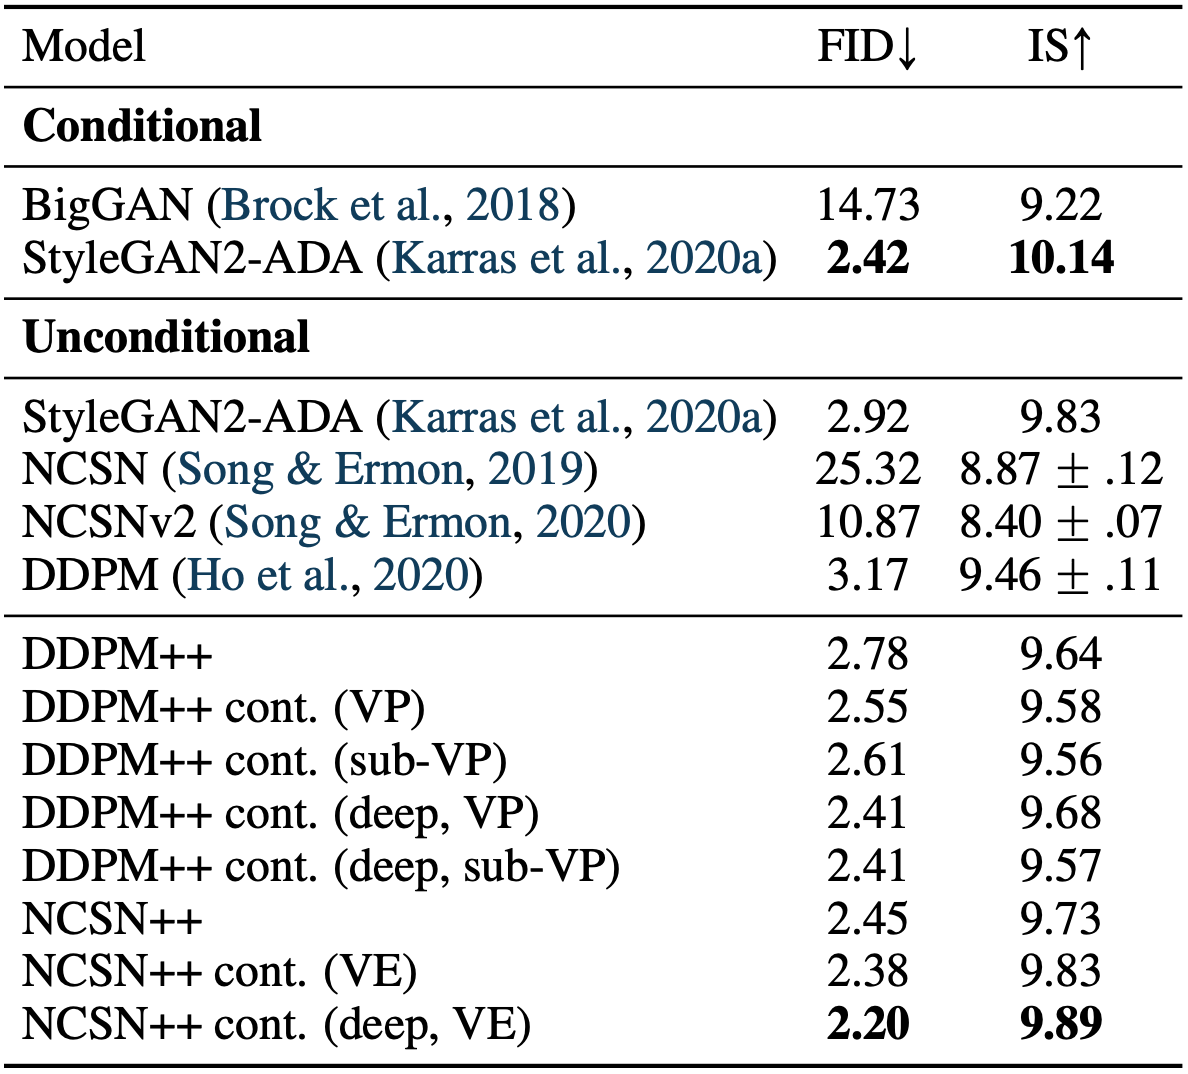 Model FID↓ IS↑
Conditional
BigGAN (Brock et al., 2018) 14.73 9.22
StyleGAN2-ADA (Karras et al., 2020a) 2.42 10.14
Unconditional
StyleGAN2-ADA (Karras et al., 2020a) 2.92 9.83
NCSN (Song & Ermon, 2019) 25.32 8.87 ± .12
NCSNv2 (Song & Ermon, 2020) 10.87 8.40 ± .07
DDPM (Ho et al., 2020) 3.17 9.46 ± .11
DDPM++ 2.78 9.64
DDPM++ cont. (VP) 2.55 9.58
DDPM++ cont. (sub-VP) 2.61 9.56
DDPM++ cont. (deep, VP) 2.41 9.68
DDPM++ cont. (deep, sub-VP) 2.41 9.57
NCSN++ 2.45 9.73
NCSN++ cont. (VE) 2.38 9.83
NCSN++ cont. (deep, VE) 2.20 9.89